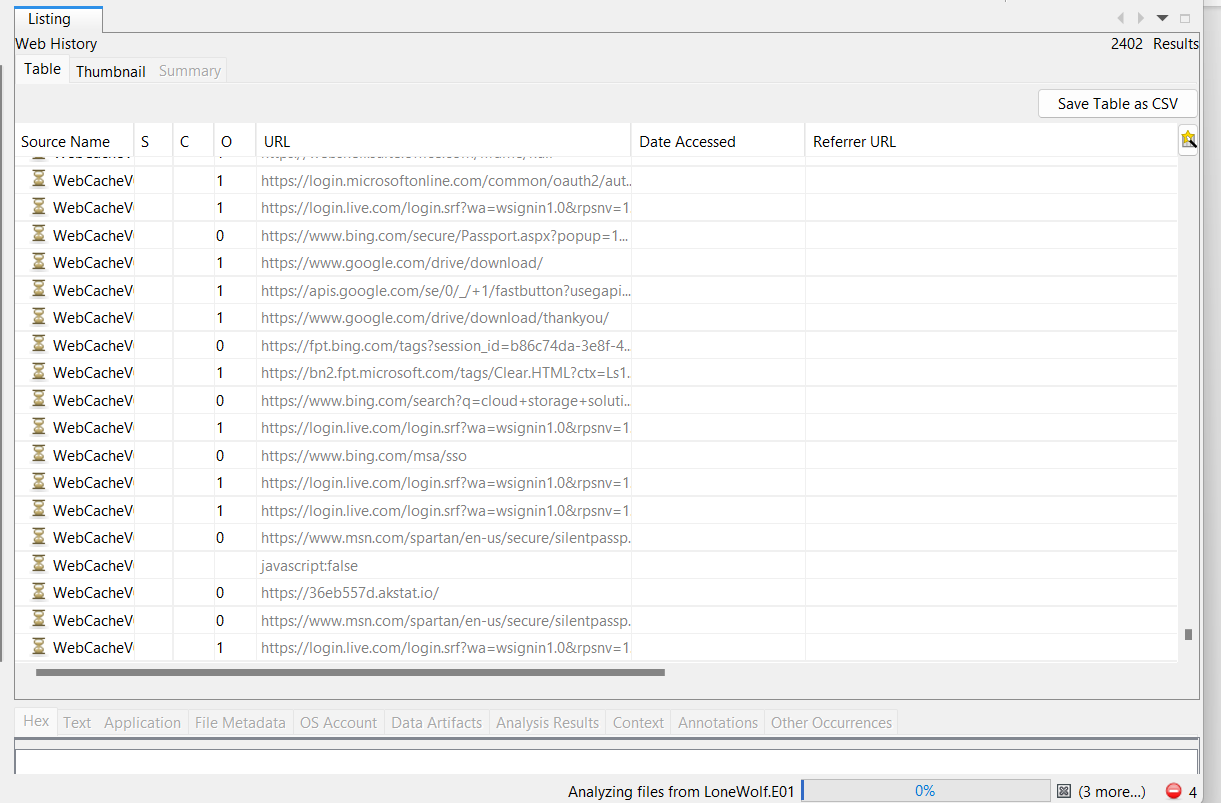 Listing
Web History 2402 Results
Table Thumbnail Summary
Save Table as CSV
Source Name S C O URL Date Accessed Referrer URL
WebCacheV 1 https://login.microsoftonline.com/common/oauth2/aut..
WebCacheV 1 https://login.live.com/login.srf?wa=wsignin1.0&rpsnv=1
WebCacheV 0 https://www.bing.com/secure/Passport.aspx?popup=1...
WebCacheV 1 https://www.google.com/drive/download/
WebCacheV 1 https://apis.google.com/se/0/_/+1/fastbutton?usegapi...
WebCacheV 1 https://www.google.com/drive/download/thankyou/
WebCacheV 0 https://fpt.bing.com/tags?session_id=b86c74da-3e8f-4..
WebCacheV 1 https://bn2.fpt.microsoft.com/tags/Clear.HTML?ctx=Ls1.
WebCacheV 0 https://www.bing.com/search?q=cloud+storage+soluti..
WebCacheV 1 https://login.live.com/login.srf?wa=wsignin1.0&rpsnv=1
WebCacheV 0 https://www.bing.com/msa/sso
WebCacheV 1 https://login.live.com/login.srf?wa=wsignin1.0&rpsnv=1
WebCacheV 1 https://login.live.com/login.srf?wa=wsignin1.0&rpsnv=1
WebCacheV 0 https://www.msn.com/spartan/en-us/secure/silentpassp.
WebCacheV javascript:false
WebCacheV 0 https://36eb557d.akstat.io/
WebCacheV 0 https://www.msn.com/spartan/en-us/secure/silentpassp.
WebCacheV 1 https://login.live.com/login.srf?wa=wsignin1.0&rpsnv=1
Hex Text Application File Metadata OS Account Data Artifacts Analysis Results Context Annotations Other Occurrences
Analyzing files from LoneWolf.E01 0% (3 more...) 4